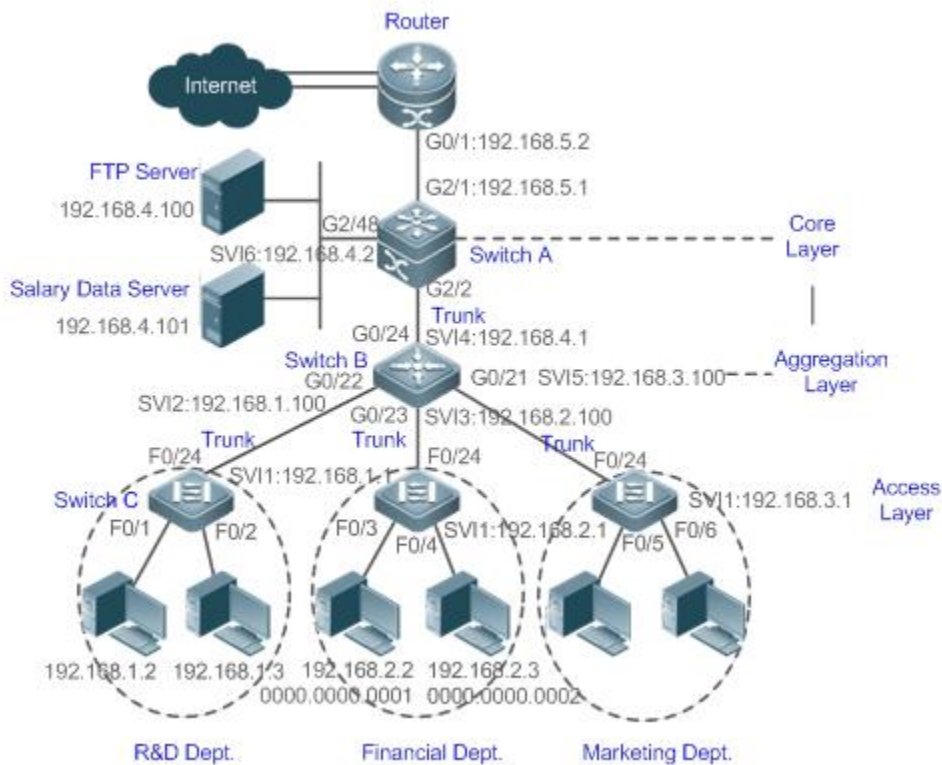 Router
Internet
G0/1:192.168.5.2
FTP Server
G2/1:192.168.5.1
192.168.4.100
G2/48
Core
Layer
SVI6:192.168.4.2
Switch A
Salary Data Server
G2/2
192.168.4.101
Trunk
G0/24
SVI4:192.168.4.1
Switch B
G0/22
G0/21
SVI5:192.168.3.100
Aggregation
Layer
SVI2:192.168.1.100
G0/23
SVI3:192.168.2.100
Trunk
Trunk
Trunk
F0/24
F0/24
F0/24
SVI1:192.168.1.1
Switch C
SVI1:192.168.3.1
Access
Layer
F0/1
F0/2
F0/3
F0/4
SVI1:192.168.2.1
F0/5
F0/6
192.168.1.2
192.168.1.3
192.168.2.2
192.168.2.3
0000.0000.0001
0000.0000.0002
R&D Dept.
Financial Dept.
Marketing Dept.